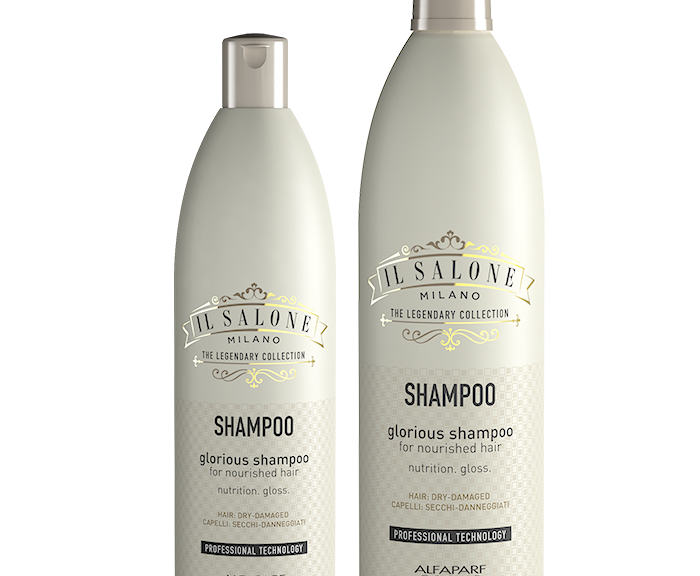 IL SALONE
MILANO
THE LEGENDARY COLLECTION
SHAMPOO
glorious shampoo
for nourished hair
nutrition. gloss.
HAIR: DRY-DAMAGED
CAPELLI: SECCHI-DANNEGGIATI
PROFESSIONAL TECHNOLOGY
IL SALONE
MILANO
THE LEGENDARY COLLECTION
SHAMPOO
glorious shampoo
for nourished hair
nutrition. gloss.
HAIR: DRY-DAMAGED
CAPELLI: SECCHI-DANNEGGIATI
PROFESSIONAL TECHNOLOGY
ALFAPARF